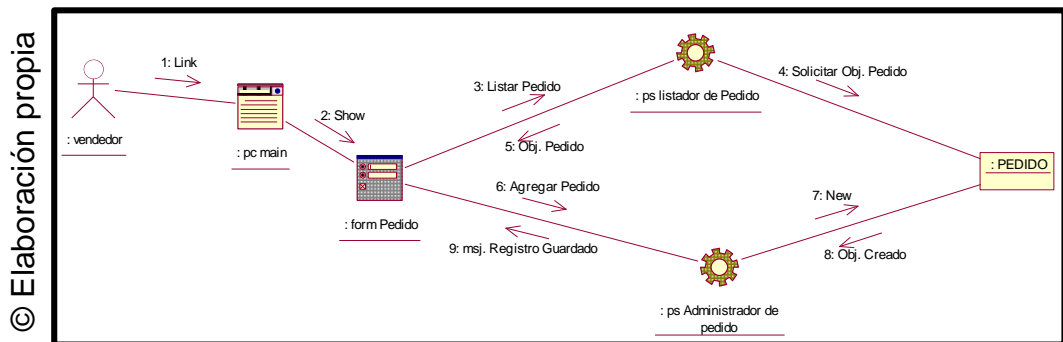 © Elaboración propia
1: Link
: vendedor
: pc main
2: Show
: form Pedido
3: Listar Pedido
5: Obj. Pedido
: ps listador de Pedido
4: Solicitar Obj. Pedido
: PEDIDO
6: Agregar Pedido
9: msj. Registro Guardado
7: New
8: Obj. Creado
: ps Administrador de
pedido